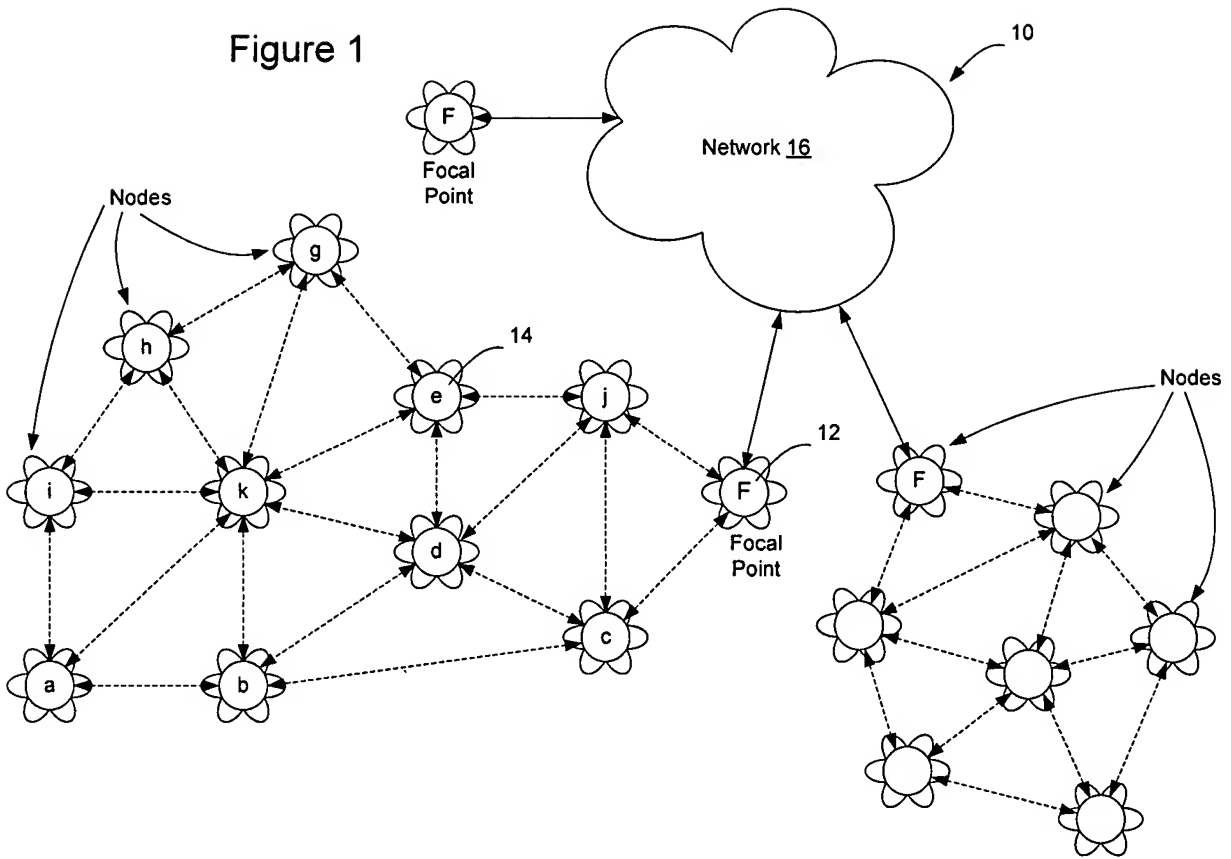 Figure 1
10
F
Focal
Point
Network 16
Nodes
g
h
14
e
j
Nodes
12
i
k
F
F
Focal
Point
d
c
a
b